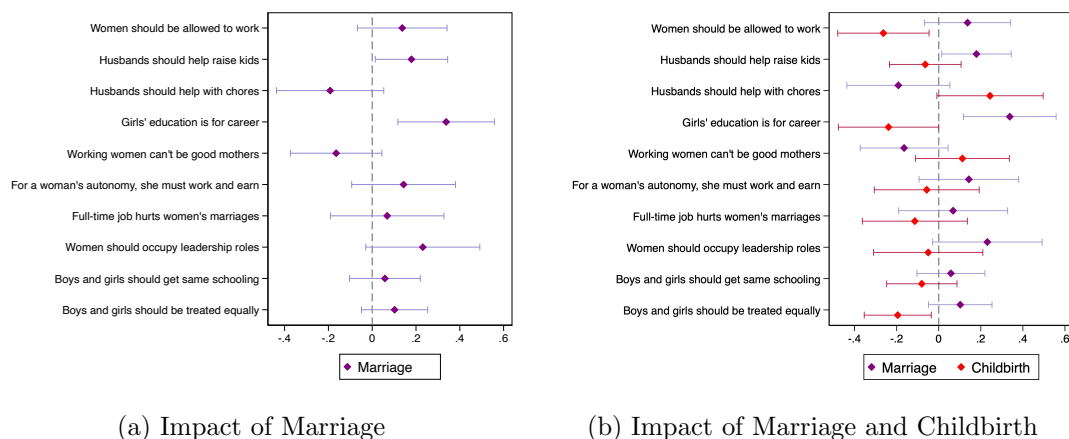 Women should be allowed to work
Husbands should help raise kids
Husbands should help with chores
Girls' education is for career
Working women can't be good mothers
For a woman's autonomy, she must work and earn
Full-time job hurts women's marriages
Women should occupy leadership roles
Boys and girls should get same schooling
Boys and girls should be treated equally
-.4 -.2 0 .2 .4 .6
Marriage
(a) Impact of Marriage
Women should be allowed to work
Husbands should help raise kids
Husbands should help with chores
Girls' education is for career
Working women can't be good mothers
For a woman's autonomy, she must work and earn
Full-time job hurts women's marriages
Women should occupy leadership roles
Boys and girls should get same schooling
Boys and girls should be treated equally
-.4 -.2 0 .2 .4 .6
Marriage Childbirth
(b) Impact of Marriage and Childbirth